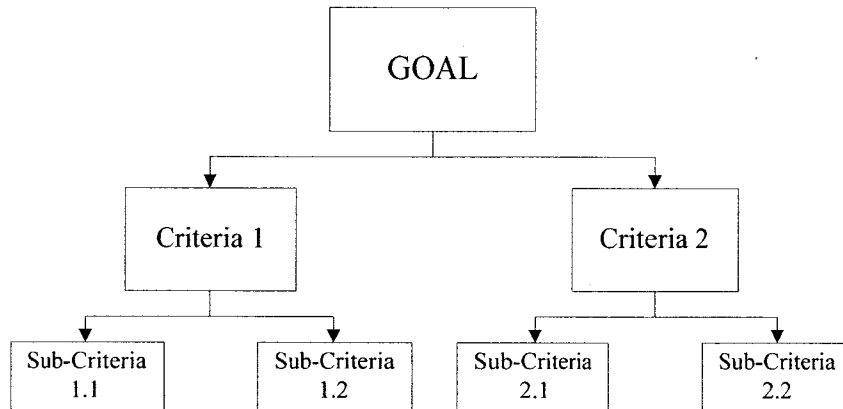 GOAL
Criteria 1
Criteria 2
Sub-Criteria
1.1
Sub-Criteria
1.2
Sub-Criteria
2.1
Sub-Criteria
2.2